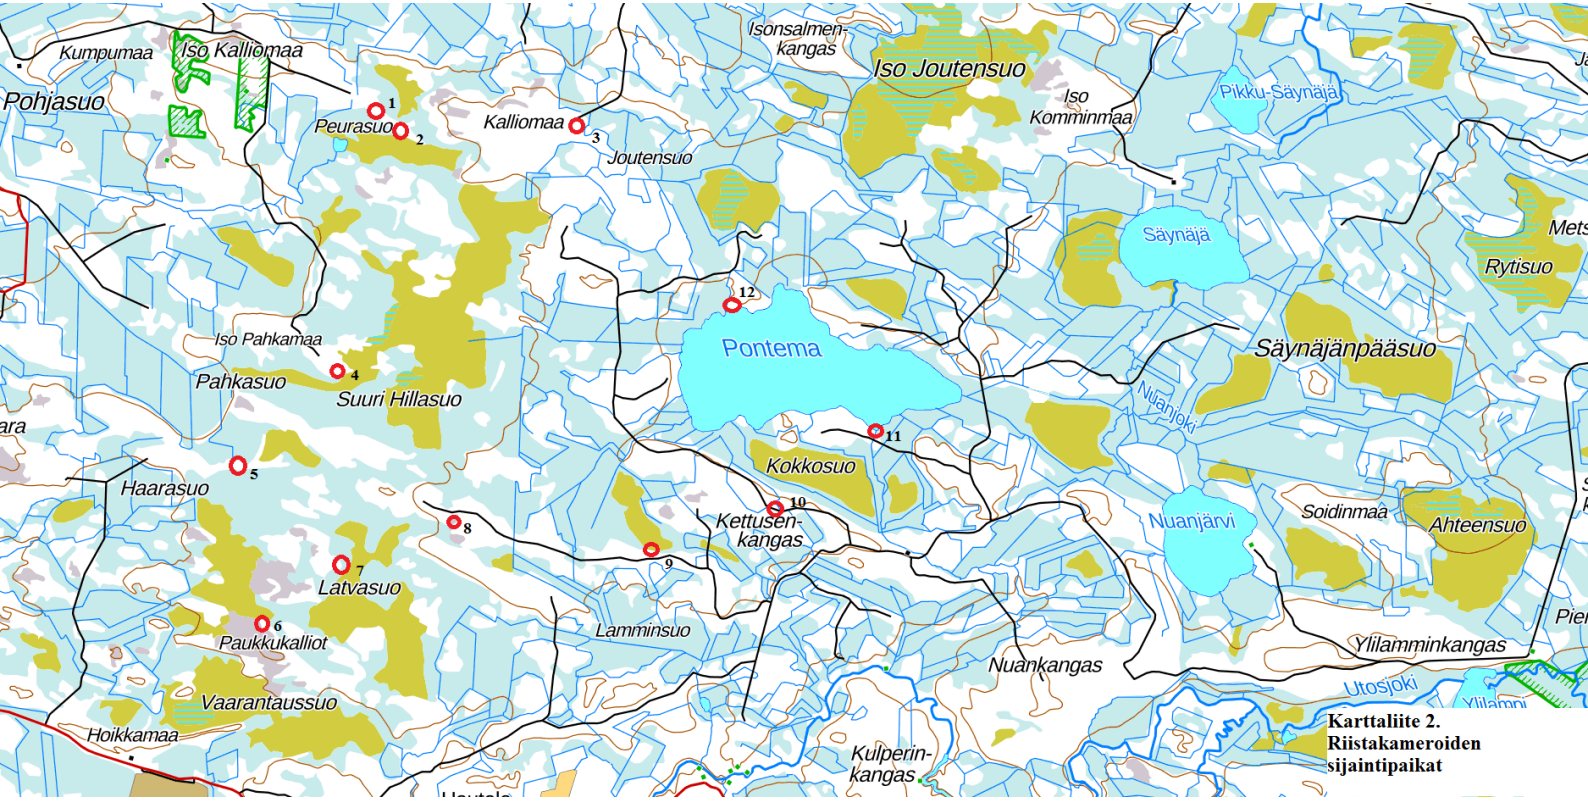 Isonsalmen-
kangas
Kumpumaa
Iso Kalliomaa
Iso Joutensuo
Pohjasuo
Pikku-Säynäjä
Iso
Komminmaa
1
Peurasuo
2
Kalliomaa
3
Joutensuo
Säynäjä
Mets
Rytisuo
12
Iso Pahkamaa
Pontema
Säynäjänpääsuo
Pahkasuo
4
Suuri Hillasuo
Nuanjoki
ara
11
Kokkosuo
5
Haarasuo
10
Kettusen-
kangas
8
Nuanjärvi
Soidinmaa
Ahteensuo
9
7
Latvasuo
6
Paukkukalliot
Lamminsuo
Pier
Ylilamminkangas
Nuankangas
Utosjoki
Vaarantaussuo
Ylilampi
Hoikkamaa
Kulperin-
kangas
Karttaliite 2.
Riistakameroiden
sijaintipaikat